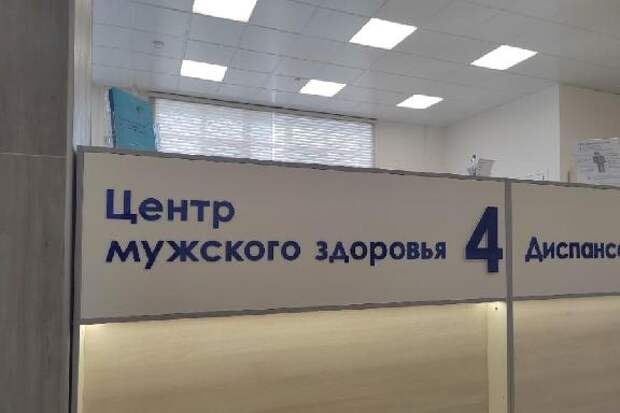 Центр
мужского здоровья 4